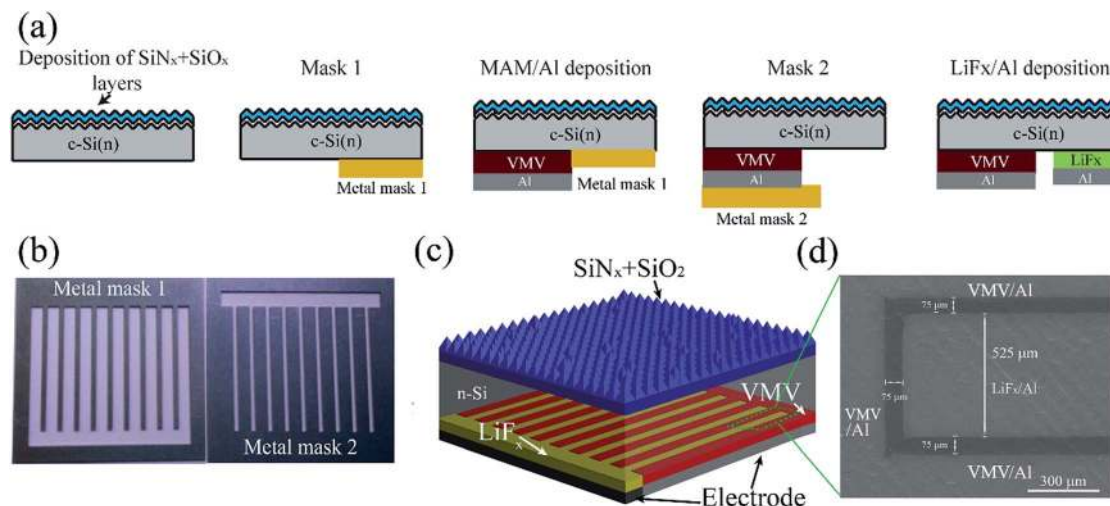 (a)
Deposition of SiNx+SiOx
layers
Mask 1
MAM/Al deposition
Mask 2
LiFx/Al deposition
c-Si(n)
c-Si(n)
c-Si(n)
c-Si(n)
c-Si(n)
Metal mask 1
VMV
Al
Metal mask 1
VMV
Al
Metal mask 2
VMV
Al
LiFx
Al
(b)
Metal mask 1
Metal mask 2
(c)
SiNx+SiO2
n-Si
VMV
LiFx
Electrode
(d)
VMV/Al
75 μm
525 μm
LiFx/Al
75 μm
VMV
/Al
75 μm
VMV/Al
300 μm